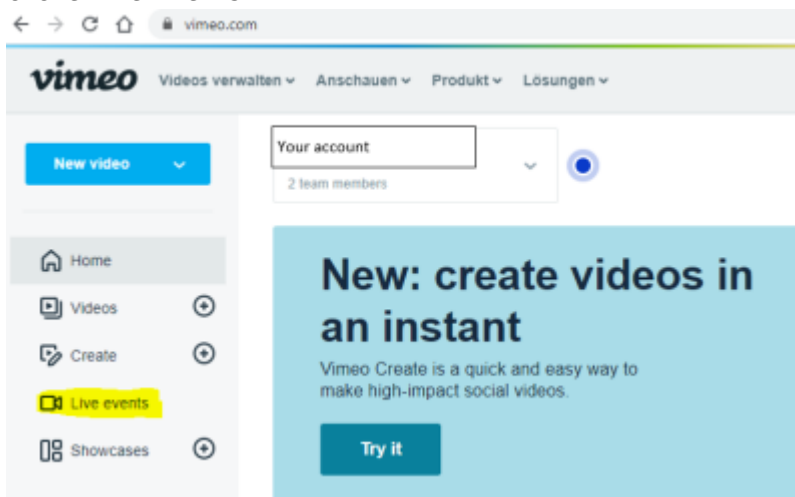 vimeo.com
vimeo Videos verwalten Anschauen Produkt Lösungen
New video
Your account
2 team members
Home
Videos
Create
Live events
Showcases
New: create videos in
an instant
Vimeo Create is a quick and easy way to
make high-impact social videos.
Try it